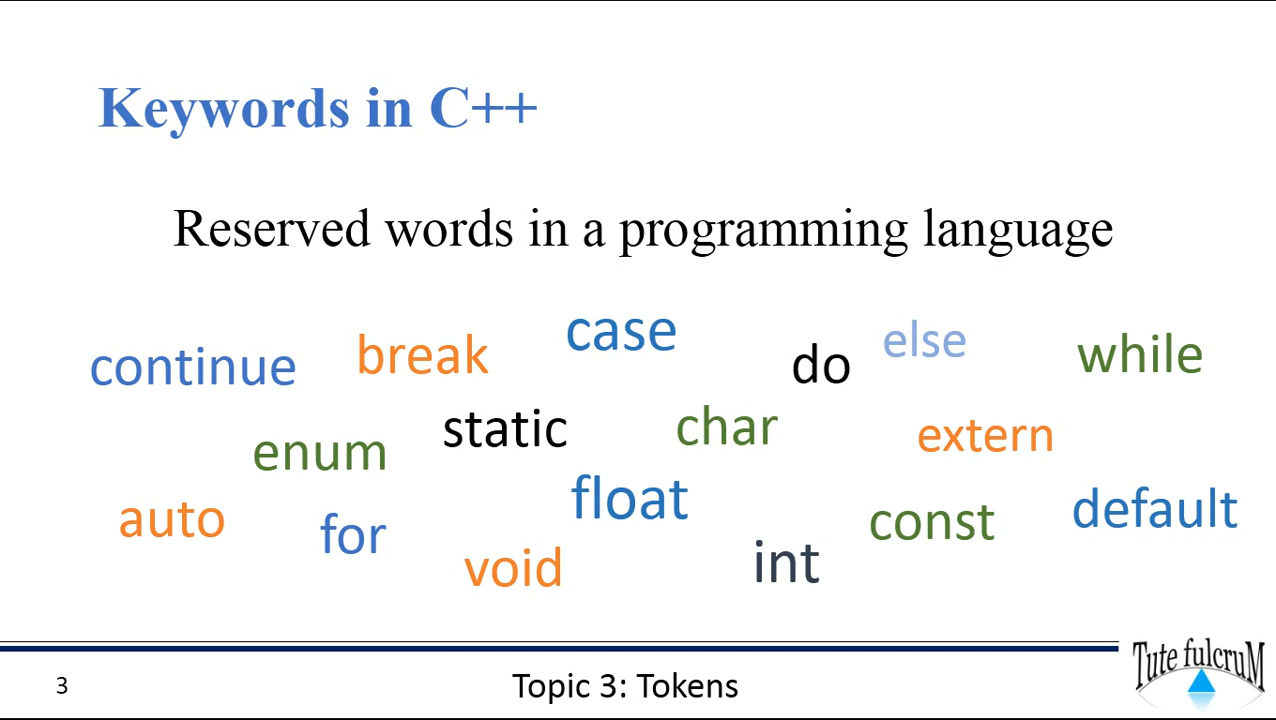 Keywords in C++
Reserved words in a programming language
continue break case do else while
enum static char extern
auto for float const default
void int
3 Topic 3: Tokens
Tute fulcruM